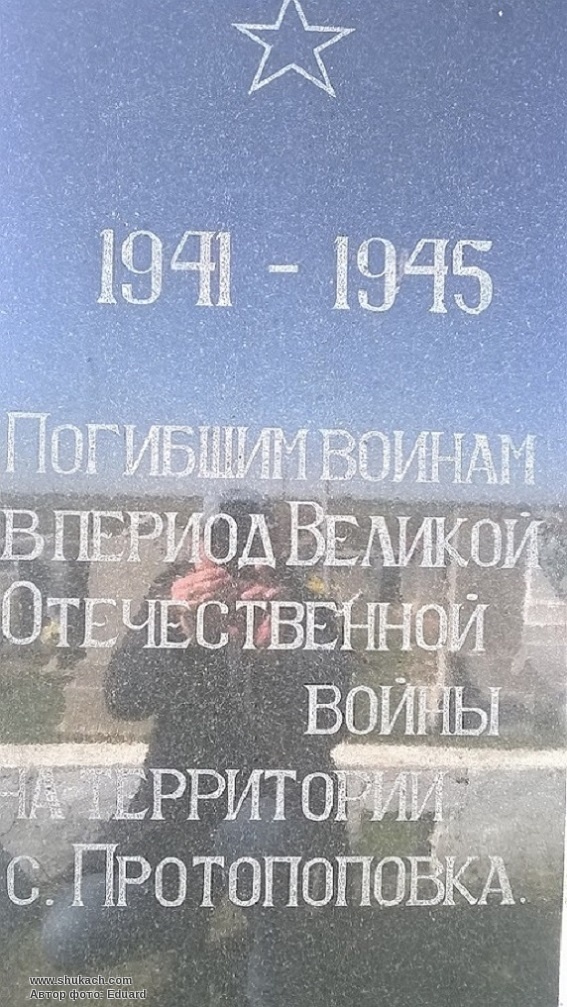 1941 - 1945
Погибшим воинам
в период Великой
Отечественной
войны
на территории
с. Протопоповка.
www.shukach.com
Автор фото: Eduard